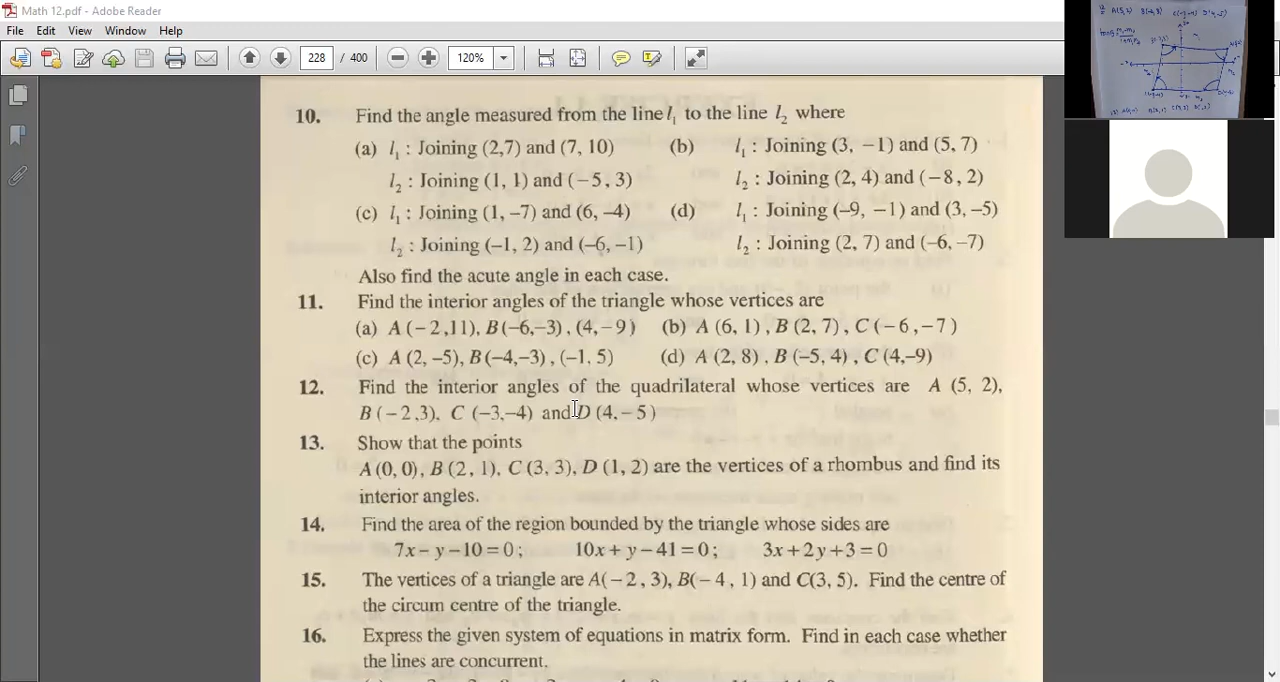 Math 12.pdf - Adobe Reader
File Edit View Window Help
228 / 400 120%
10. Find the angle measured from the line l₁ to the line l₂ where
(a) l₁ : Joining (2,7) and (7, 10) (b) l₁ : Joining (3, −1) and (5, 7)
l₂ : Joining (1, 1) and (−5, 3) l₂ : Joining (2, 4) and (−8, 2)
(c) l₁ : Joining (1, −7) and (6, −4) (d) l₁ : Joining (−9, −1) and (3, −5)
l₂ : Joining (−1, 2) and (−6, −1) l₂ : Joining (2, 7) and (−6, −7)
Also find the acute angle in each case.
11. Find the interior angles of the triangle whose vertices are
(a) A (−2,11), B (−6,−3), (4,−9) (b) A (6, 1), B (2, 7), C (−6, −7)
(c) A (2, −5), B (−4,−3), (−1, 5) (d) A (2, 8), B (−5, 4), C (4,−9)
12. Find the interior angles of the quadrilateral whose vertices are A (5, 2),
B (−2,3), C (−3,−4) and D (4,−5)
13. Show that the points
A (0, 0), B (2, 1), C (3, 3), D (1, 2) are the vertices of a rhombus and find its
interior angles.
14. Find the area of the region bounded by the triangle whose sides are
7x − y − 10 = 0 ; 10x + y − 41 = 0 ; 3x + 2y + 3 = 0
15. The vertices of a triangle are A(−2, 3), B(−4, 1) and C(3, 5). Find the centre of
the circum centre of the triangle.
16. Express the given system of equations in matrix form. Find in each case whether
the lines are concurrent.